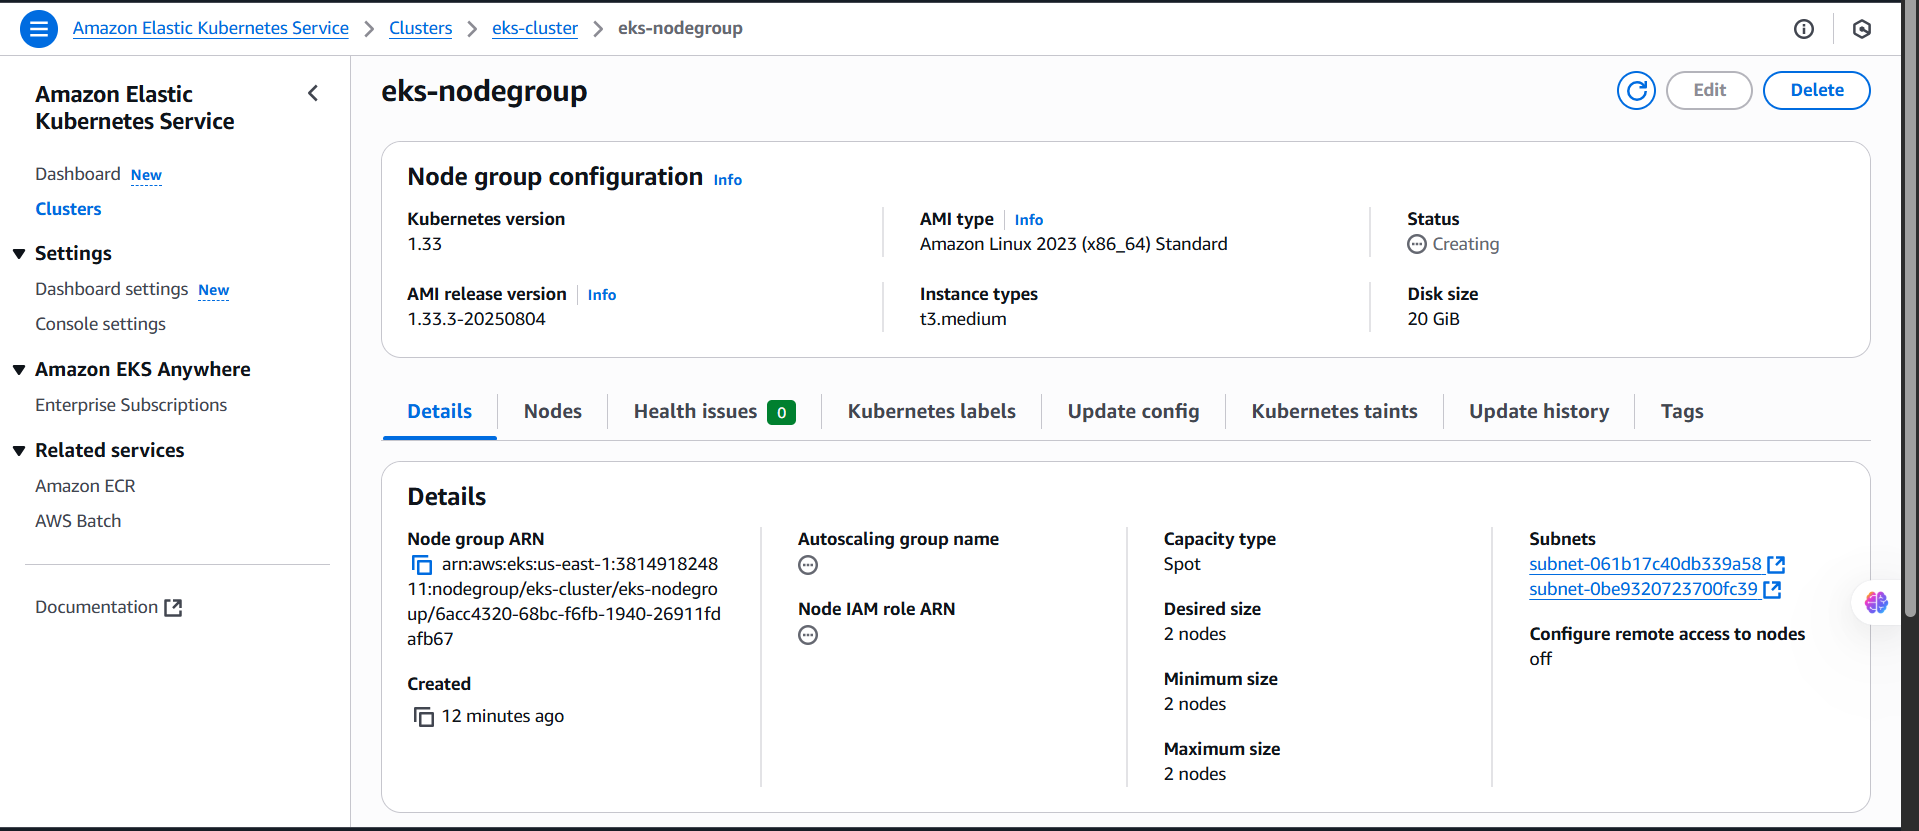 Amazon Elastic Kubernetes Service > Clusters > eks-cluster > eks-nodegroup
Amazon Elastic
Kubernetes Service
Dashboard New
Clusters
Settings
Dashboard settings New
Console settings
Amazon EKS Anywhere
Enterprise Subscriptions
Related services
Amazon ECR
AWS Batch
Documentation
eks-nodegroup
Edit
Delete
Node group configuration Info
Kubernetes version
1.33
AMI type Info
Amazon Linux 2023 (x86_64) Standard
Status
Creating
AMI release version Info
1.33.3-20250804
Instance types
t3.medium
Disk size
20 GiB
Details Nodes Health issues 0 Kubernetes labels Update config Kubernetes taints Update history Tags
Details
Node group ARN
arn:aws:eks:us-east-1:3814918248
11:nodegroup/eks-cluster/eks-nodegro
up/6acc4320-68bc-f6fb-1940-26911fd
afb67
Created
12 minutes ago
Autoscaling group name
Node IAM role ARN
Capacity type
Spot
Desired size
2 nodes
Minimum size
2 nodes
Maximum size
2 nodes
Subnets
subnet-061b17c40db339a58
subnet-0be9320723700fc39
Configure remote access to nodes
off